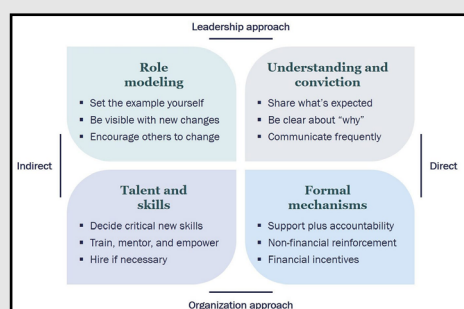 Leadership approach
Role
modeling
▪ Set the example yourself
▪ Be visible with new changes
▪ Encourage others to change
Understanding and
conviction
▪ Share what's expected
▪ Be clear about "why"
▪ Communicate frequently
Indirect
Direct
Talent and
skills
▪ Decide critical new skills
▪ Train, mentor, and empower
▪ Hire if necessary
Formal
mechanisms
▪ Support plus accountability
▪ Non-financial reinforcement
▪ Financial incentives
Organization approach